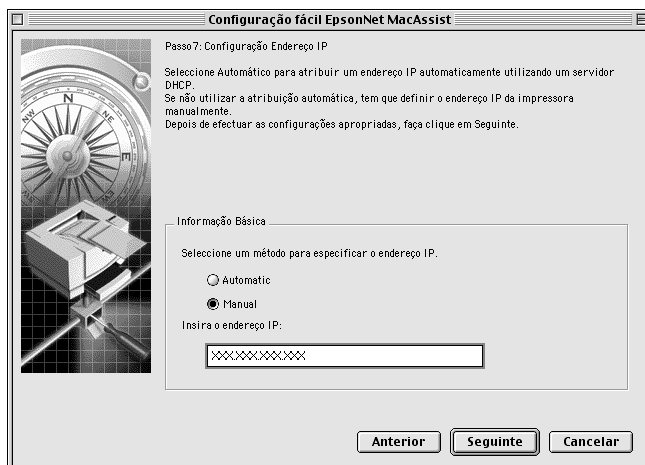 Configuração fácil EpsonNet MacAssist
Passo7: Configuração Endereço IP
Seleccione Automático para atribuir um endereço IP automaticamente utilizando um servidor
DHCP.
Se não utilizar a atribuição automática, tem que definir o endereço IP da impressora
manualmente.
Depois de efectuar as configurações apropriadas, faça clique em Seguinte.
N
E
Informação Básica
Seleccione um método para especificar o endereço IP.
Automatic
Manual
Insira o endereço IP:
XXX.XXX.XXX.XXX
Anterior
Seguinte
Cancelar